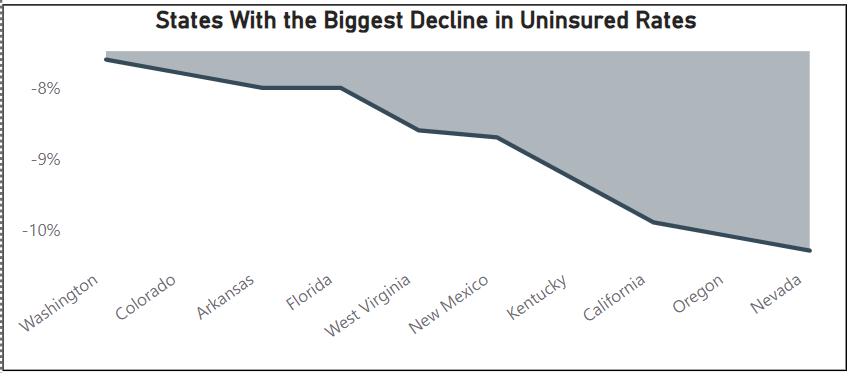 States With the Biggest Decline in Uninsured Rates
-8%
-9%
-10%
Washington
Colorado
Arkansas
Florida
West Virginia
New Mexico
Kentucky
California
Oregon
Nevada